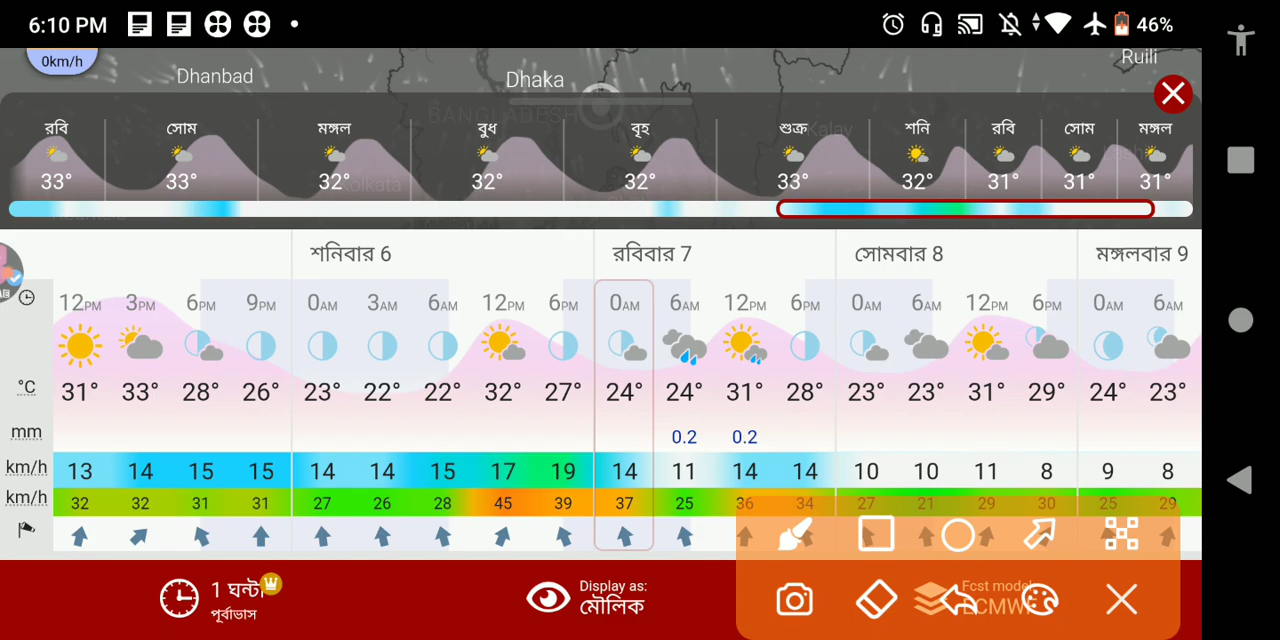 6:10 PM 46%
0km/h Dhanbad Dhaka Ruili
BANGLADESH
রবি সোম মঙ্গল বুধ বৃহ শুক্র শনি রবি সোম মঙ্গল
Kalay
33° 33° 32° 32° 32° 33° 32° 31° 31° 31°
Kolkata
শনিবার 6 রবিবার 7 সোমবার 8 মঙ্গলবার 9
12PM 3PM 6PM 9PM 0AM 3AM 6AM 12PM 6PM 0AM 6AM 12PM 6PM 0AM 6AM 12PM 6PM 0AM 6AM
°C 31° 33° 28° 26° 23° 22° 22° 32° 27° 24° 24° 31° 28° 23° 23° 31° 29° 24° 23°
mm 0.2 0.2
km/h 13 14 15 15 14 14 15 17 19 14 11 14 14 10 10 11 8 9 8
km/h 32 32 31 31 27 26 28 45 39 37 25 36 34 27 21 29 30 25 29
1 ঘন্টা
পূর্বাভাস
Display as:
মৌলিক
Fcst model
ECMWF